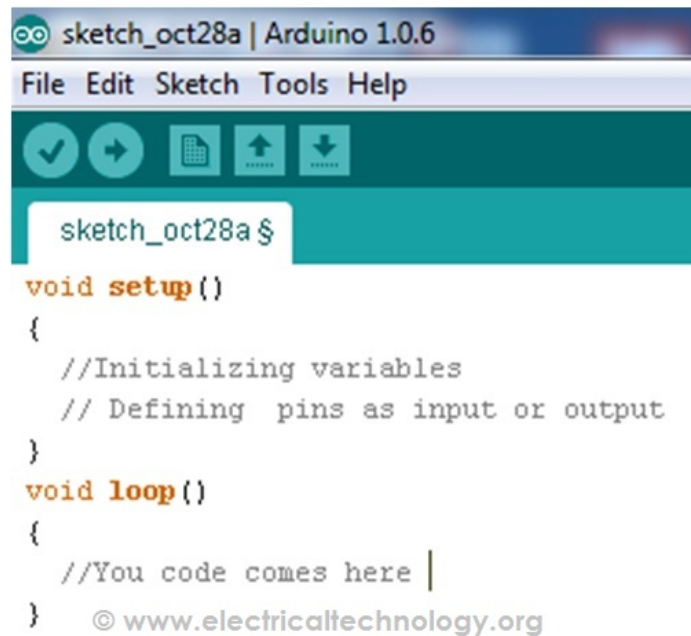 sketch_oct28a | Arduino 1.0.6
File Edit Sketch Tools Help
sketch_oct28a §
void setup()
{
//Initializing variables
// Defining  pins as input or output
}
void loop()
{
//You code comes here
}
© www.electricaltechnology.org